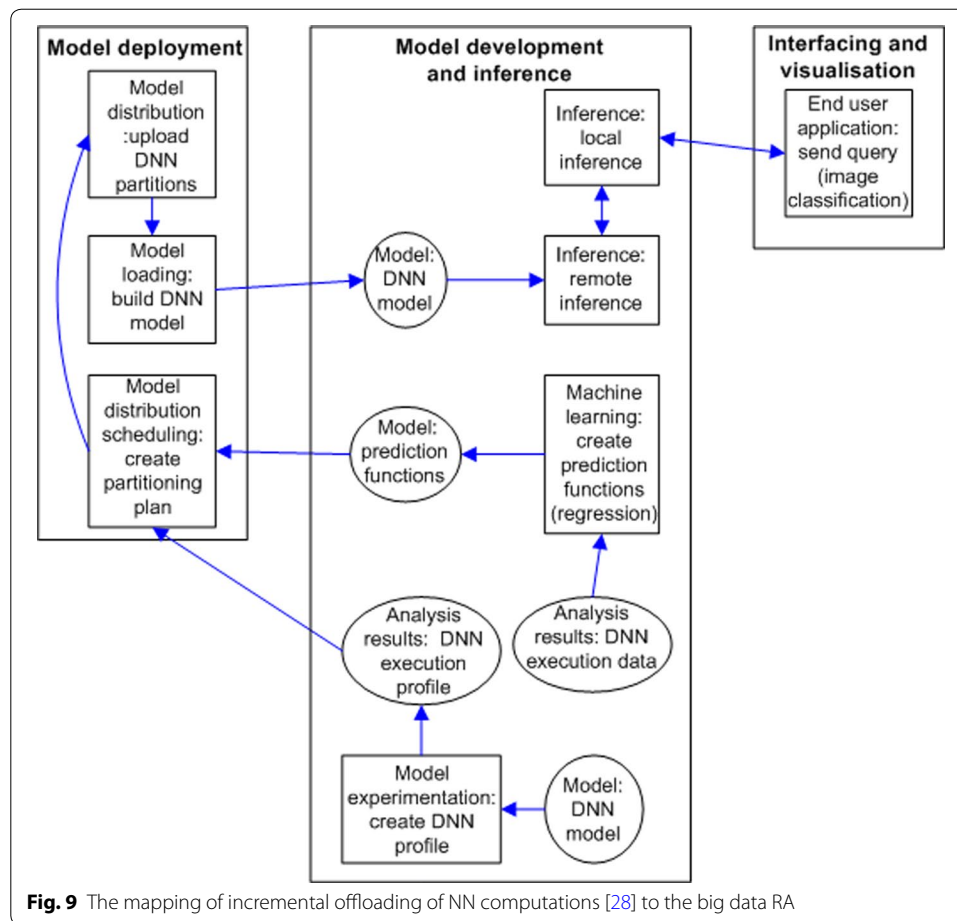 Model deployment
Model
distribution
:upload
DNN
partitions
Model
loading:
build DNN
model
Model
distribution
scheduling:
create
partitioning
plan
Model development
and inference
Inference:
local
inference
Model:
DNN
model
Inference:
remote
inference
Model:
prediction
functions
Machine
learning:
create
prediction
functions
(regression)
Analysis
results:  DNN
execution
profile
Analysis
results: DNN
execution data
Model
experimentation:
create DNN
profile
Model:
DNN
model
Interfacing and
visualisation
End user
application:
send query
(image
classification)
Fig. 9 The mapping of incremental offloading of NN computations [28] to the big data RA